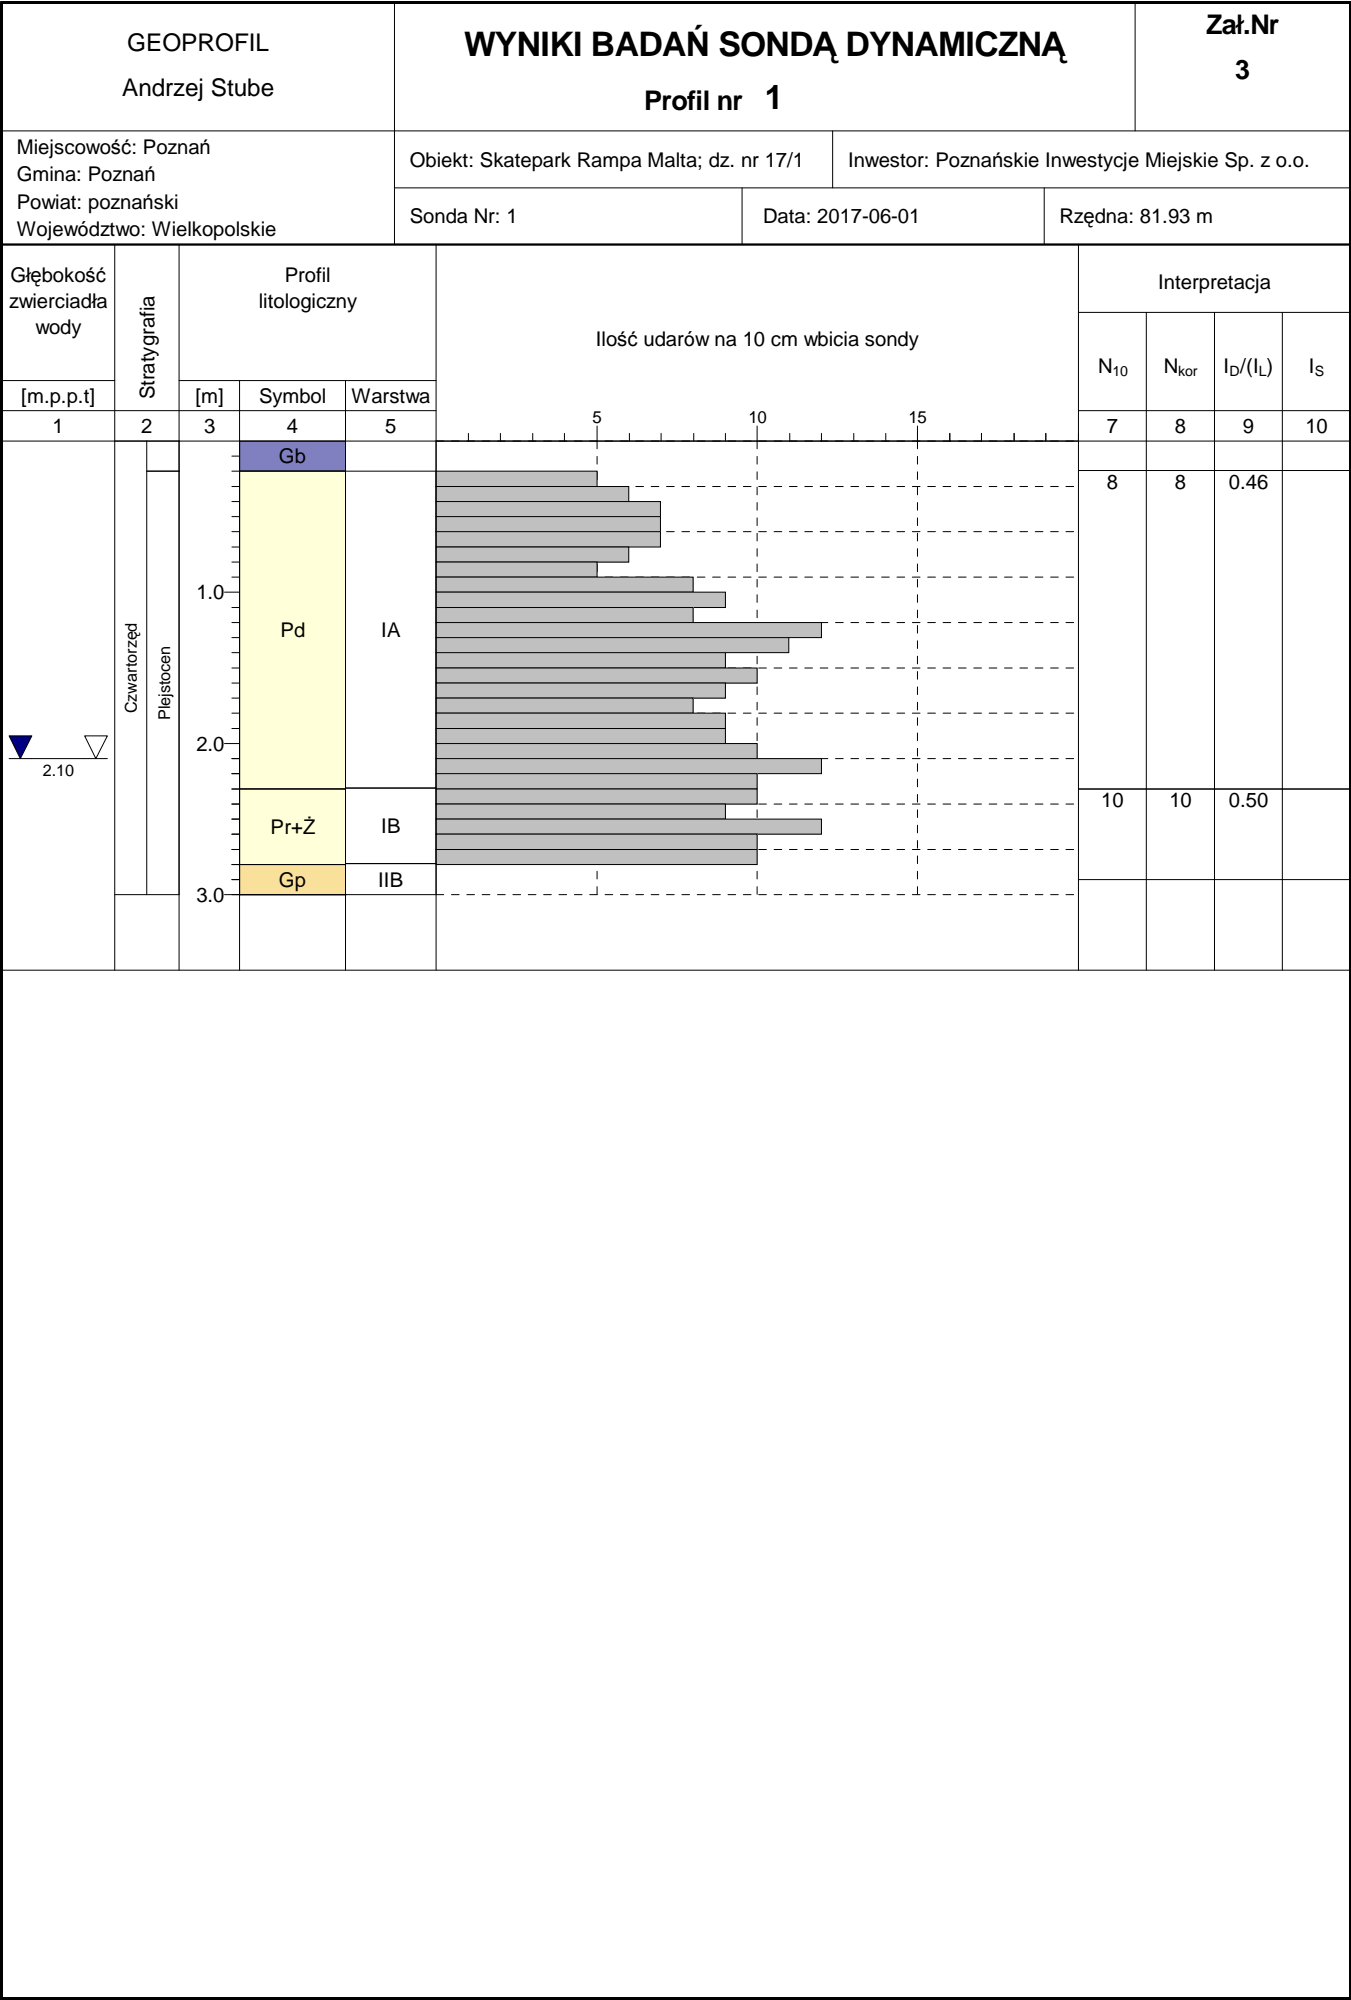 GEOPROFIL
Andrzej Stube
WYNIKI BADAŃ SONDĄ DYNAMICZNĄ
Profil nr 1
Zał.Nr
3
Miejscowość: Poznań
Gmina: Poznań
Powiat: poznański
Województwo: Wielkopolskie
Obiekt: Skatepark Rampa Malta; dz. nr 17/1
Inwestor: Poznańskie Inwestycje Miejskie Sp. z o.o.
Sonda Nr: 1
Data: 2017-06-01
Rzędna: 81.93 m
Głębokość
zwierciadła
wody
[m.p.p.t]
Stratygrafia
Profil
litologiczny
[m]
Symbol
Warstwa
Ilość udarów na 10 cm wbicia sondy
Interpretacja
N10
Nkor
ID/(IL)
IS
5
10
15
1
2
3
4
5
7
8
9
10
Gb
8
8
0.46
1.0
Pd
IA
Czwartorzęd
Plejstocen
2.0
2.10
10
10
0.50
Pr+Ż
IB
Gp
IIB
3.0